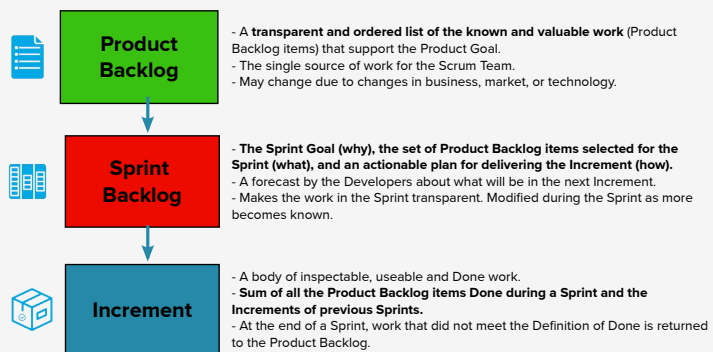 Product
Backlog
- A transparent and ordered list of the known and valuable work (Product
Backlog items) that support the Product Goal.
- The single source of work for the Scrum Team.
- May change due to changes in business, market, or technology.
Sprint
Backlog
- The Sprint Goal (why), the set of Product Backlog items selected for the
Sprint (what), and an actionable plan for delivering the Increment (how).
- A forecast by the Developers about what will be in the next Increment.
- Makes the work in the Sprint transparent. Modified during the Sprint as more
becomes known.
Increment
- A body of inspectable, useable and Done work.
- Sum of all the Product Backlog items Done during a Sprint and the
Increments of previous Sprints.
- At the end of a Sprint, work that did not meet the Definition of Done is returned
to the Product Backlog.